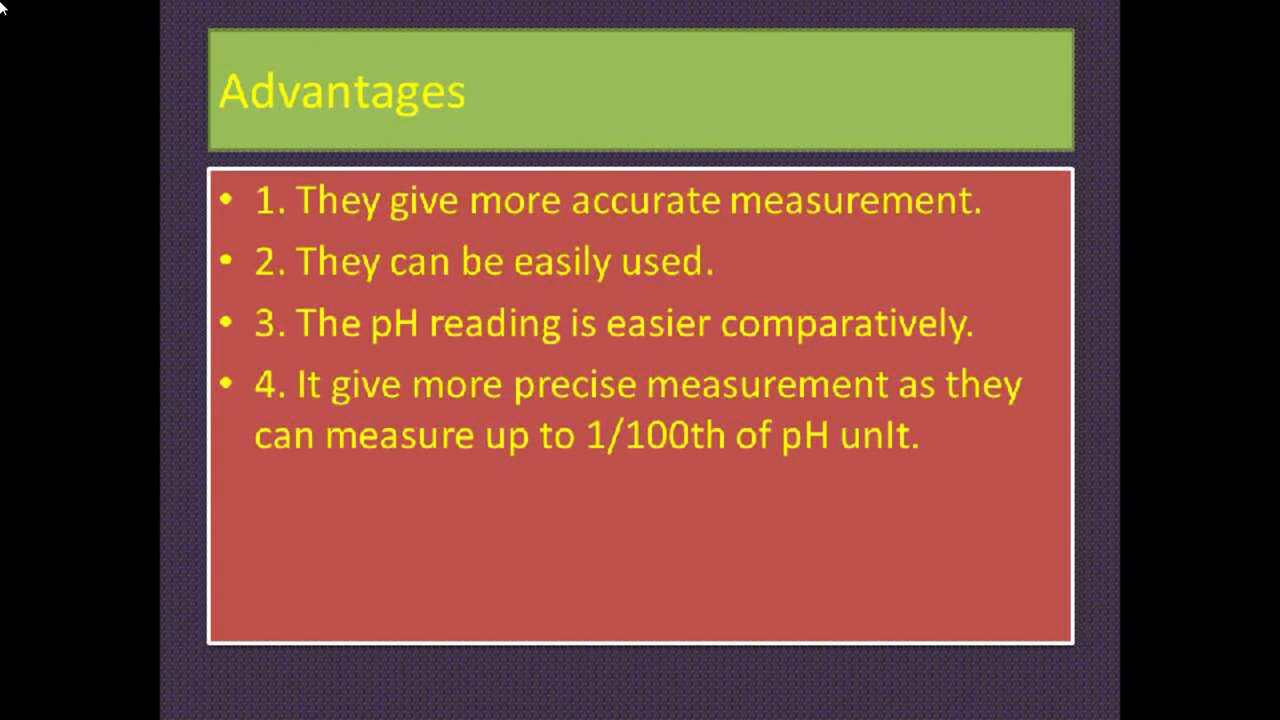 Advantages
• 1. They give more accurate measurement.
• 2. They can be easily used.
• 3. The pH reading is easier comparatively.
• 4. It give more precise measurement as they
can measure up to 1/100th of pH unIt.